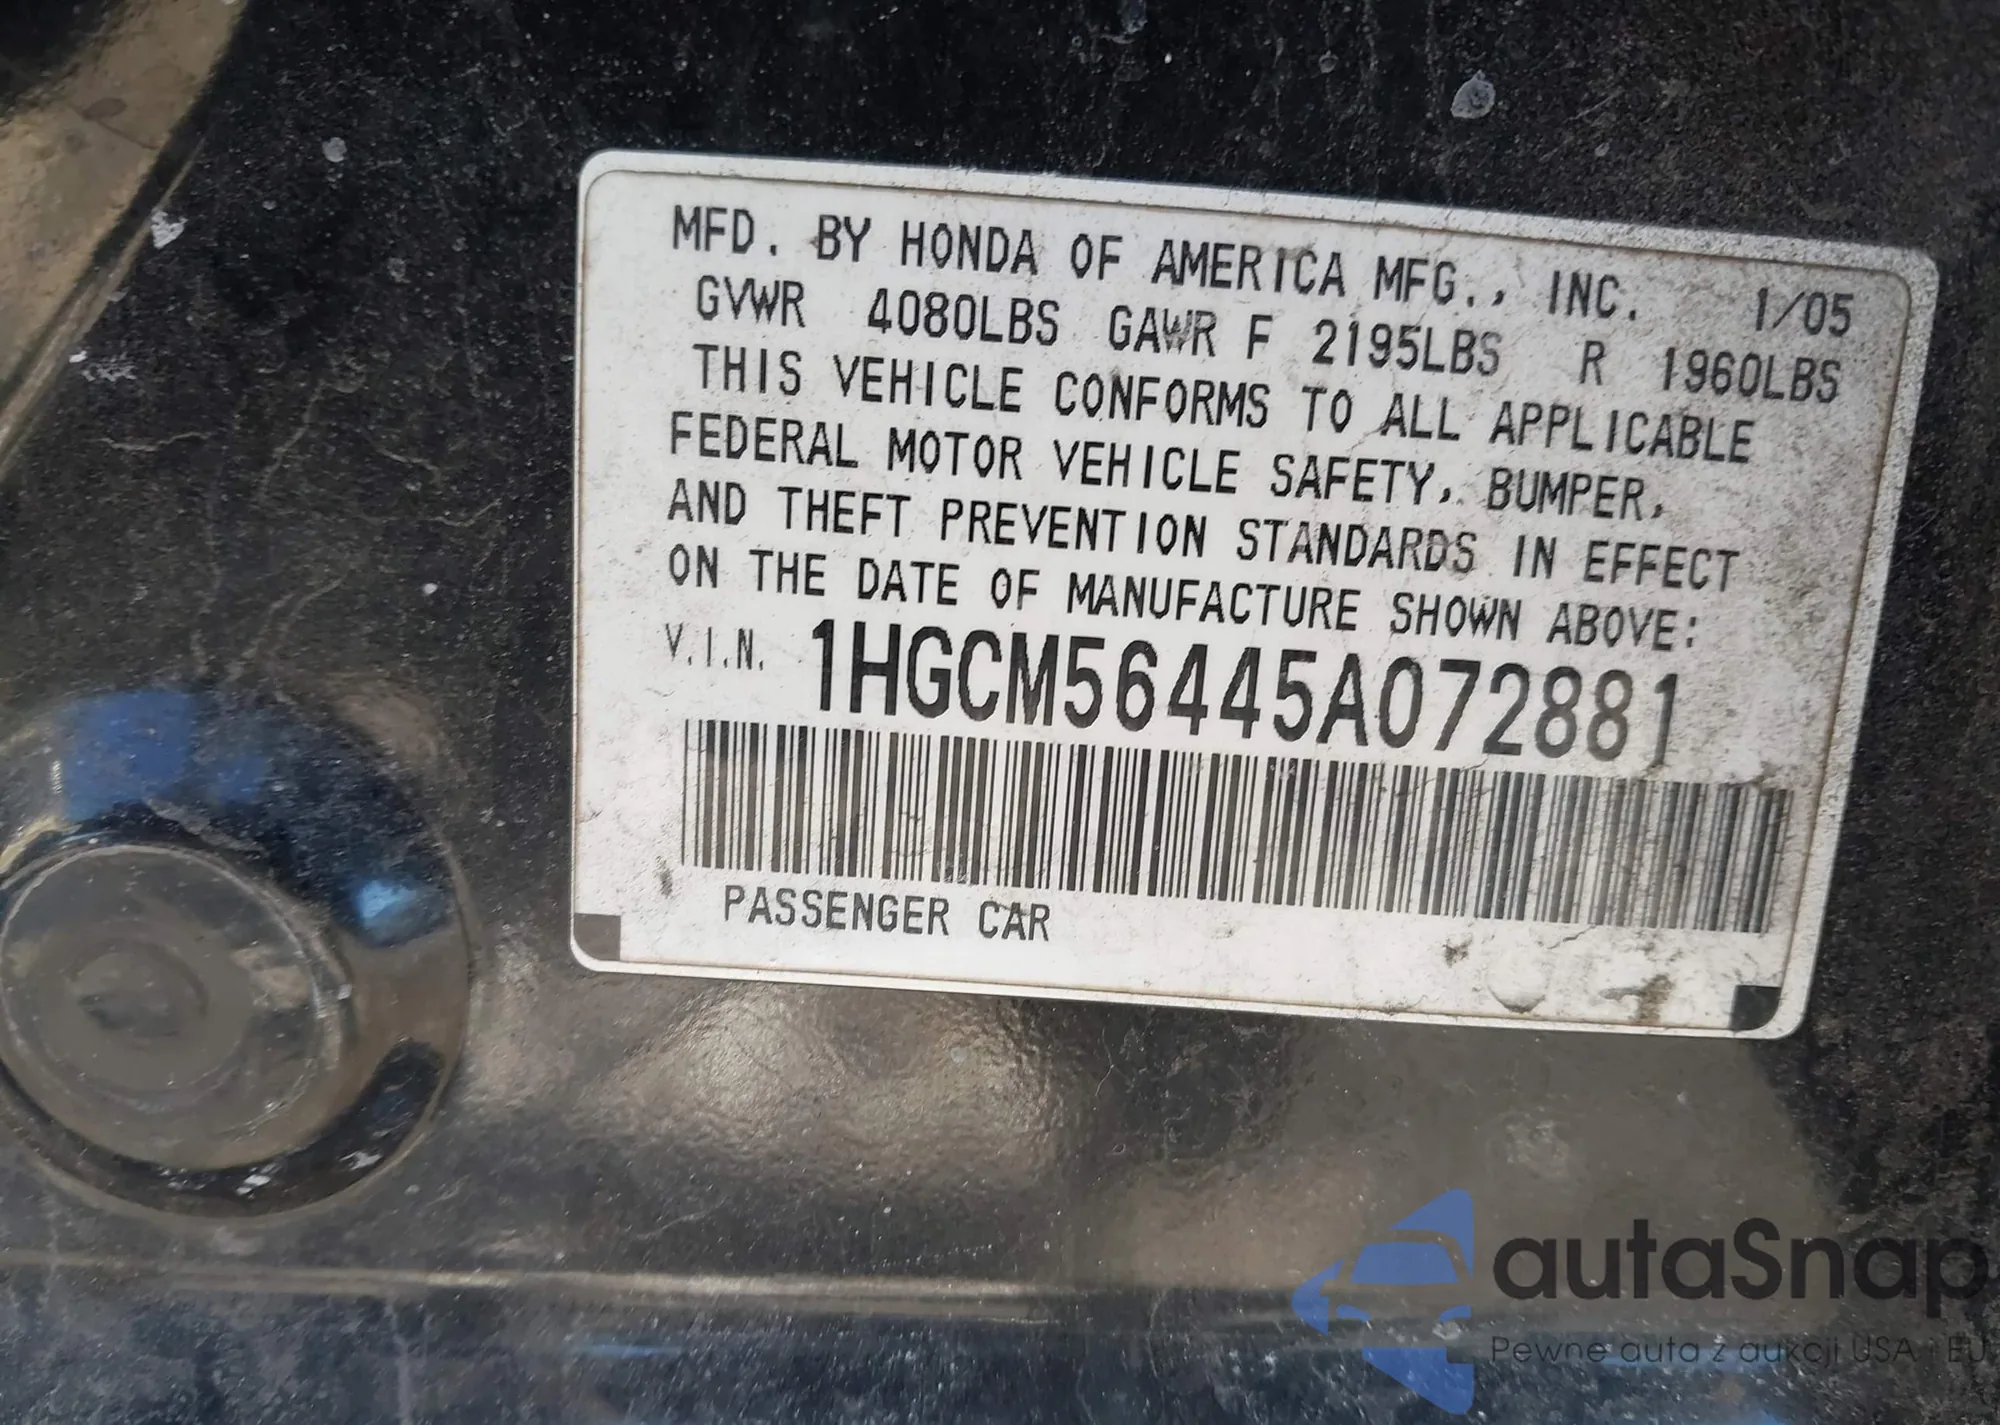 MFD. BY HONDA OF AMERICA MFG., INC. 1/05
GVWR 4080LBS GAWR F 2195LBS R 1960LBS
THIS VEHICLE CONFORMS TO ALL APPLICABLE
FEDERAL MOTOR VEHICLE SAFETY, BUMPER,
AND THEFT PREVENTION STANDARDS IN EFFECT
ON THE DATE OF MANUFACTURE SHOWN ABOVE:
V.I.N. 1HGCM56445A072881
PASSENGER CAR
autaSnap
Pewne auta z aukcji USA i EU